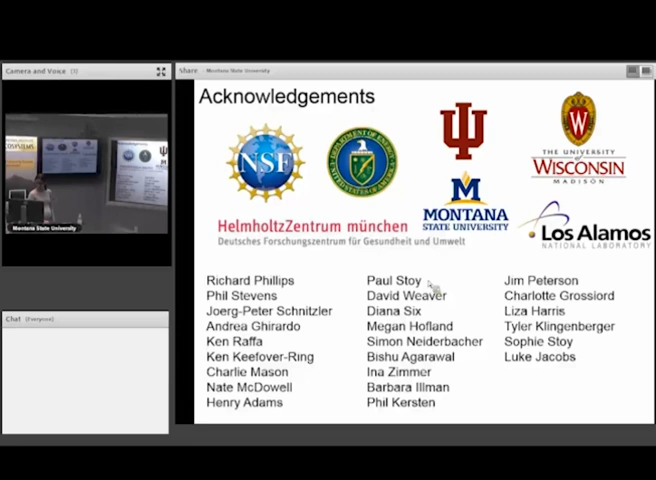 Camera and Voice (3)
Share - Montana State University
Acknowledgements
NSF
DEPARTMENT OF ENERGY
UNITED STATES OF AMERICA
W
THE UNIVERSITY
of
WISCONSIN
MADISON
M
MONTANA
STATE UNIVERSITY
HelmholtzZentrum münchen
Deutsches Forschungszentrum für Gesundheit und Umwelt
Los Alamos
NATIONAL LABORATORY
Acknowledgements
Montana State University
Chat (Everyone)
Richard Phillips
Phil Stevens
Joerg-Peter Schnitzler
Andrea Ghirardo
Ken Raffa
Ken Keefover-Ring
Charlie Mason
Nate McDowell
Henry Adams
Paul Stoy
David Weaver
Diana Six
Megan Hofland
Simon Neiderbacher
Bishu Agarawal
Ina Zimmer
Barbara Illman
Phil Kersten
Jim Peterson
Charlotte Grossiord
Liza Harris
Tyler Klingenberger
Sophie Stoy
Luke Jacobs